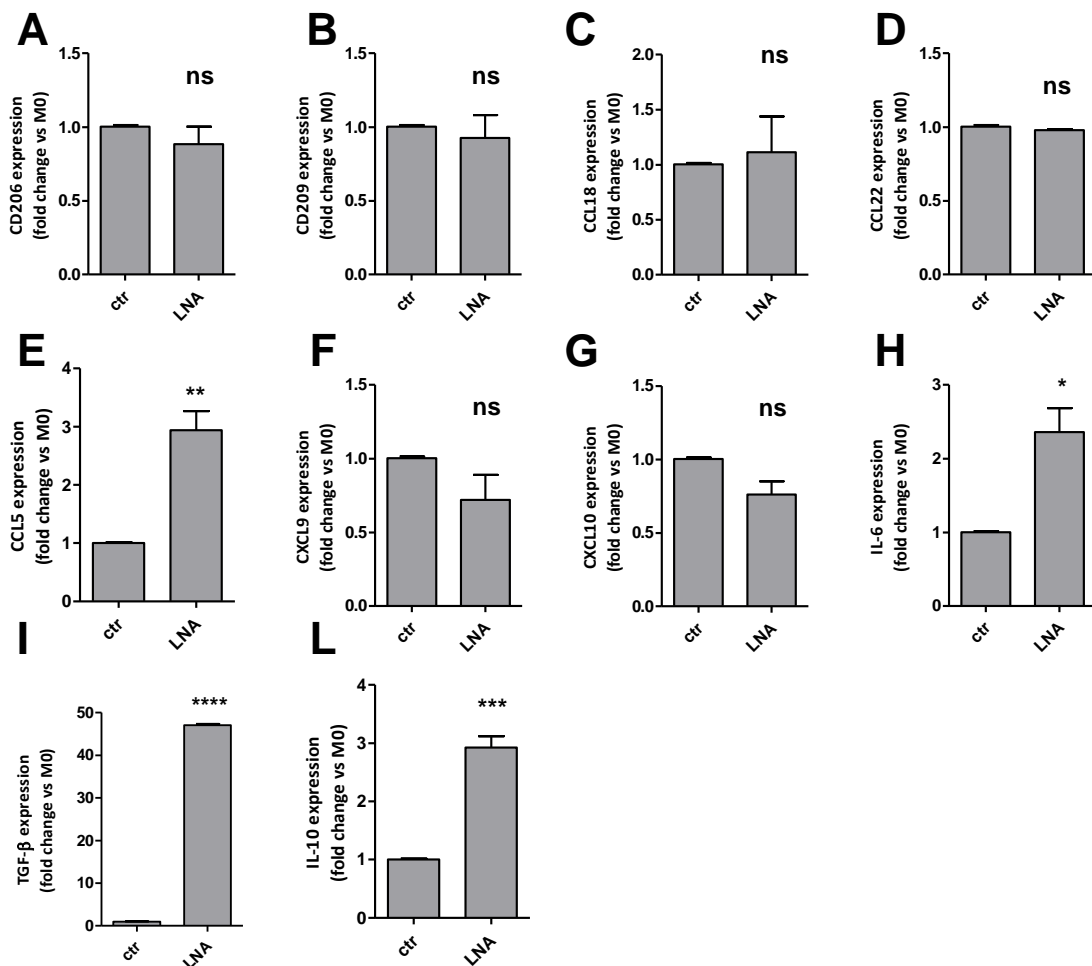 A
CD206 expression
(fold change vs M0)
1.5
1.0
0.5
0.0
ns
ctr
LNA
B
CD209 expression
(fold change vs M0)
1.5
1.0
0.5
0.0
ns
ctr
LNA
C
CCL18 expression
(fold change vs M0)
2.0
1.5
1.0
0.5
0.0
ns
ctr
LNA
D
CCL22 expression
(fold change vs M0)
1.5
1.0
0.5
0.0
ns
ctr
LNA
E
CCL5 expression
(fold change vs M0)
4
3
2
1
0
**
ctr
LNA
F
CXCL9 expression
(fold change vs M0)
1.5
1.0
0.5
0.0
ns
ctr
LNA
G
CXCL10 expression
(fold change vs M0)
1.5
1.0
0.5
0.0
ns
ctr
LNA
H
IL-6 expression
(fold change vs M0)
3
2
1
0
*
ctr
LNA
I
TGF-β expression
(fold change vs M0)
50
40
30
20
10
0
****
ctr
LNA
L
IL-10 expression
(fold change vs M0)
4
3
2
1
0
***
ctr
LNA